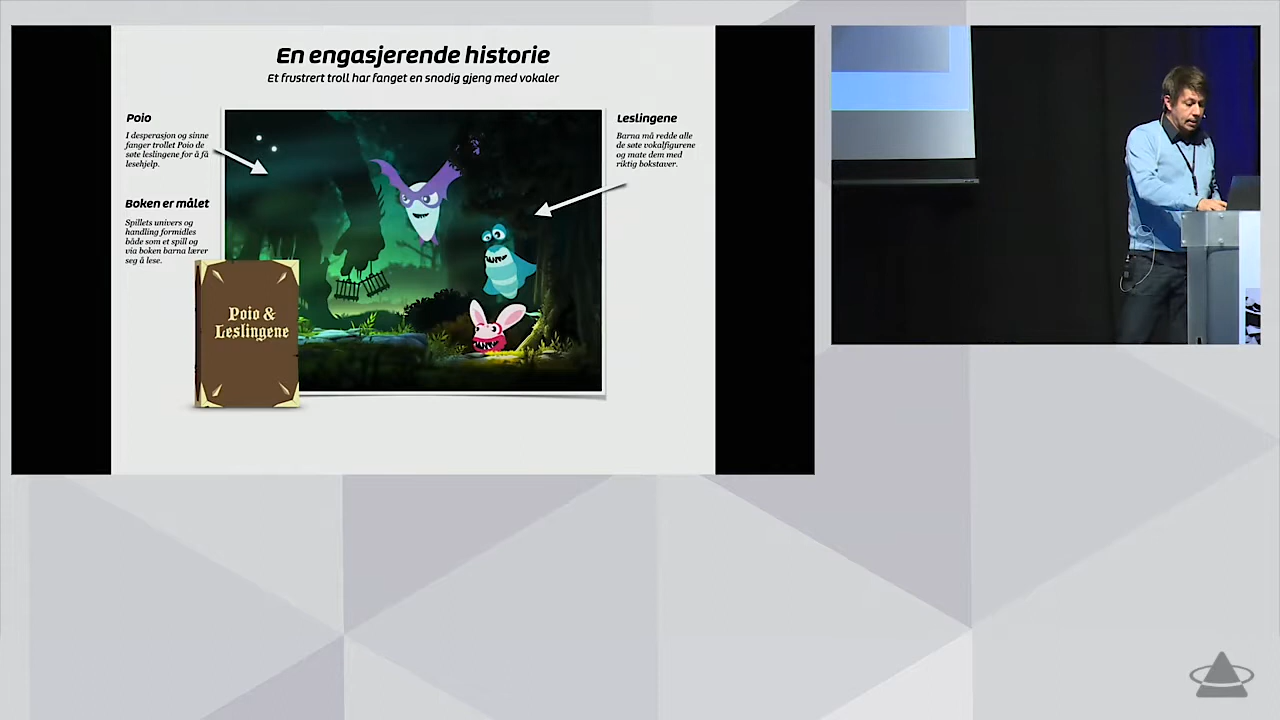 En engasjerende historie
Et frustrert troll har fanget en snodig gjeng med vokaler
Poio
I desperasjon og sinne
fanger trollet Poio de
søte leslingene for å få
lesehjelp.
Boken er målet
Spillets univers og
handling formidles
både som et spill og
via boken barna lærer
seg å lese.
Poio &
Leslingene
Leslingene
Barna må redde alle
de søte vokalfigurene
og mate dem med
riktig bokstaver.